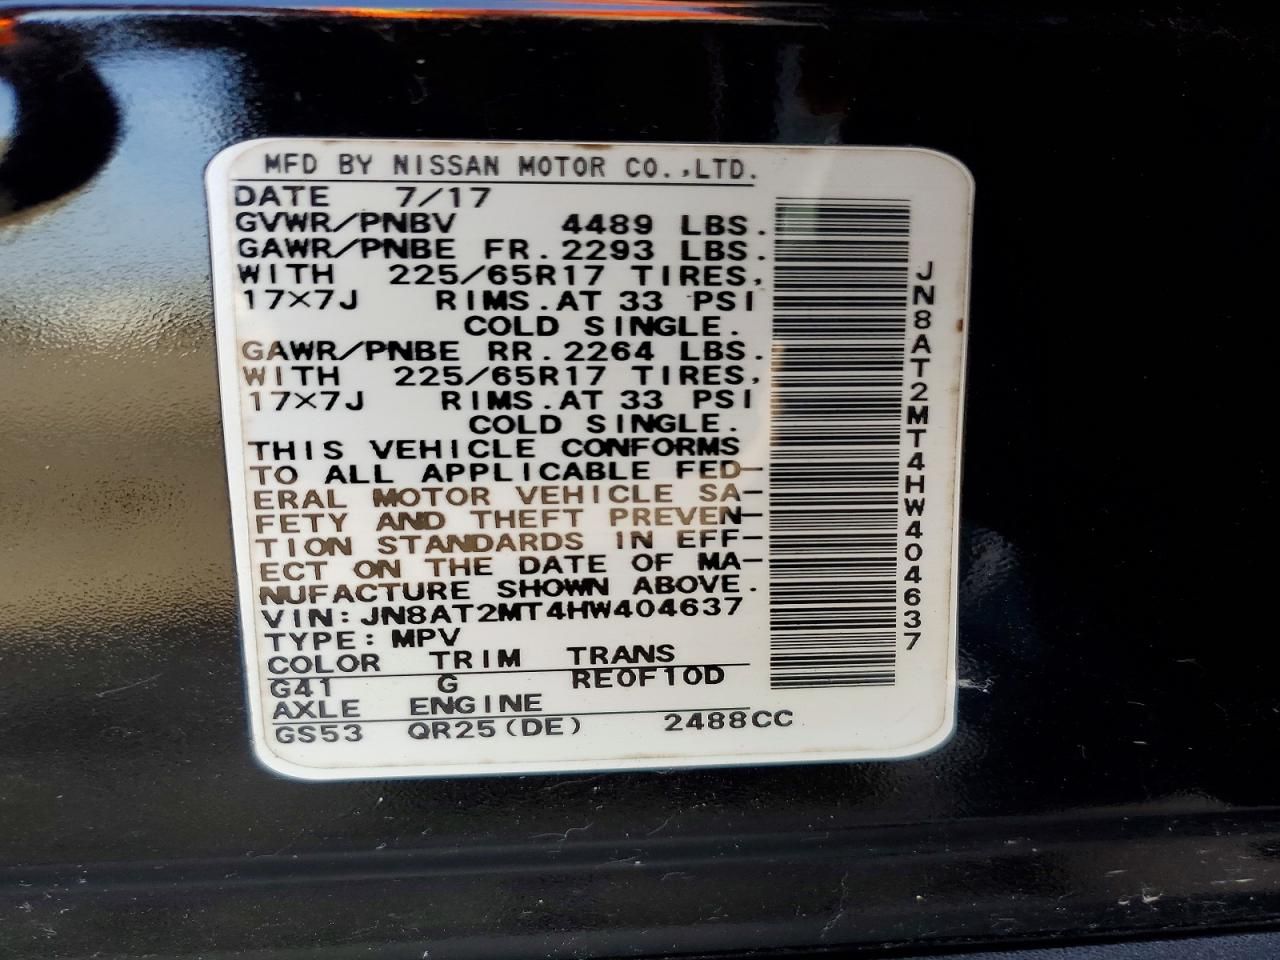 MFD BY NISSAN MOTOR CO.,LTD.
DATE 7/17
GVWR/PNBV 4489 LBS.
GAWR/PNBE FR. 2293 LBS.
WITH 225/65R17 TIRES,
17×7J RIMS. AT 33 PSI
COLD SINGLE.
GAWR/PNBE RR. 2264 LBS.
WITH 225/65R17 TIRES,
17×7J RIMS. AT 33 PSI
COLD SINGLE.
THIS VEHICLE CONFORMS
TO ALL APPLICABLE FED-
ERAL MOTOR VEHICLE SA-
FETY AND THEFT PREVEN-
TION STANDARDS IN EFF-
ECT ON THE DATE OF MA-
NUFACTURE SHOWN ABOVE.
VIN: JN8AT2MT4HW404637
TYPE: MPV
COLOR TRIM TRANS
G41 G RE0F10D
AXLE ENGINE
GS53 QR25(DE) 2488CC
JN8AT2MT4HW404637